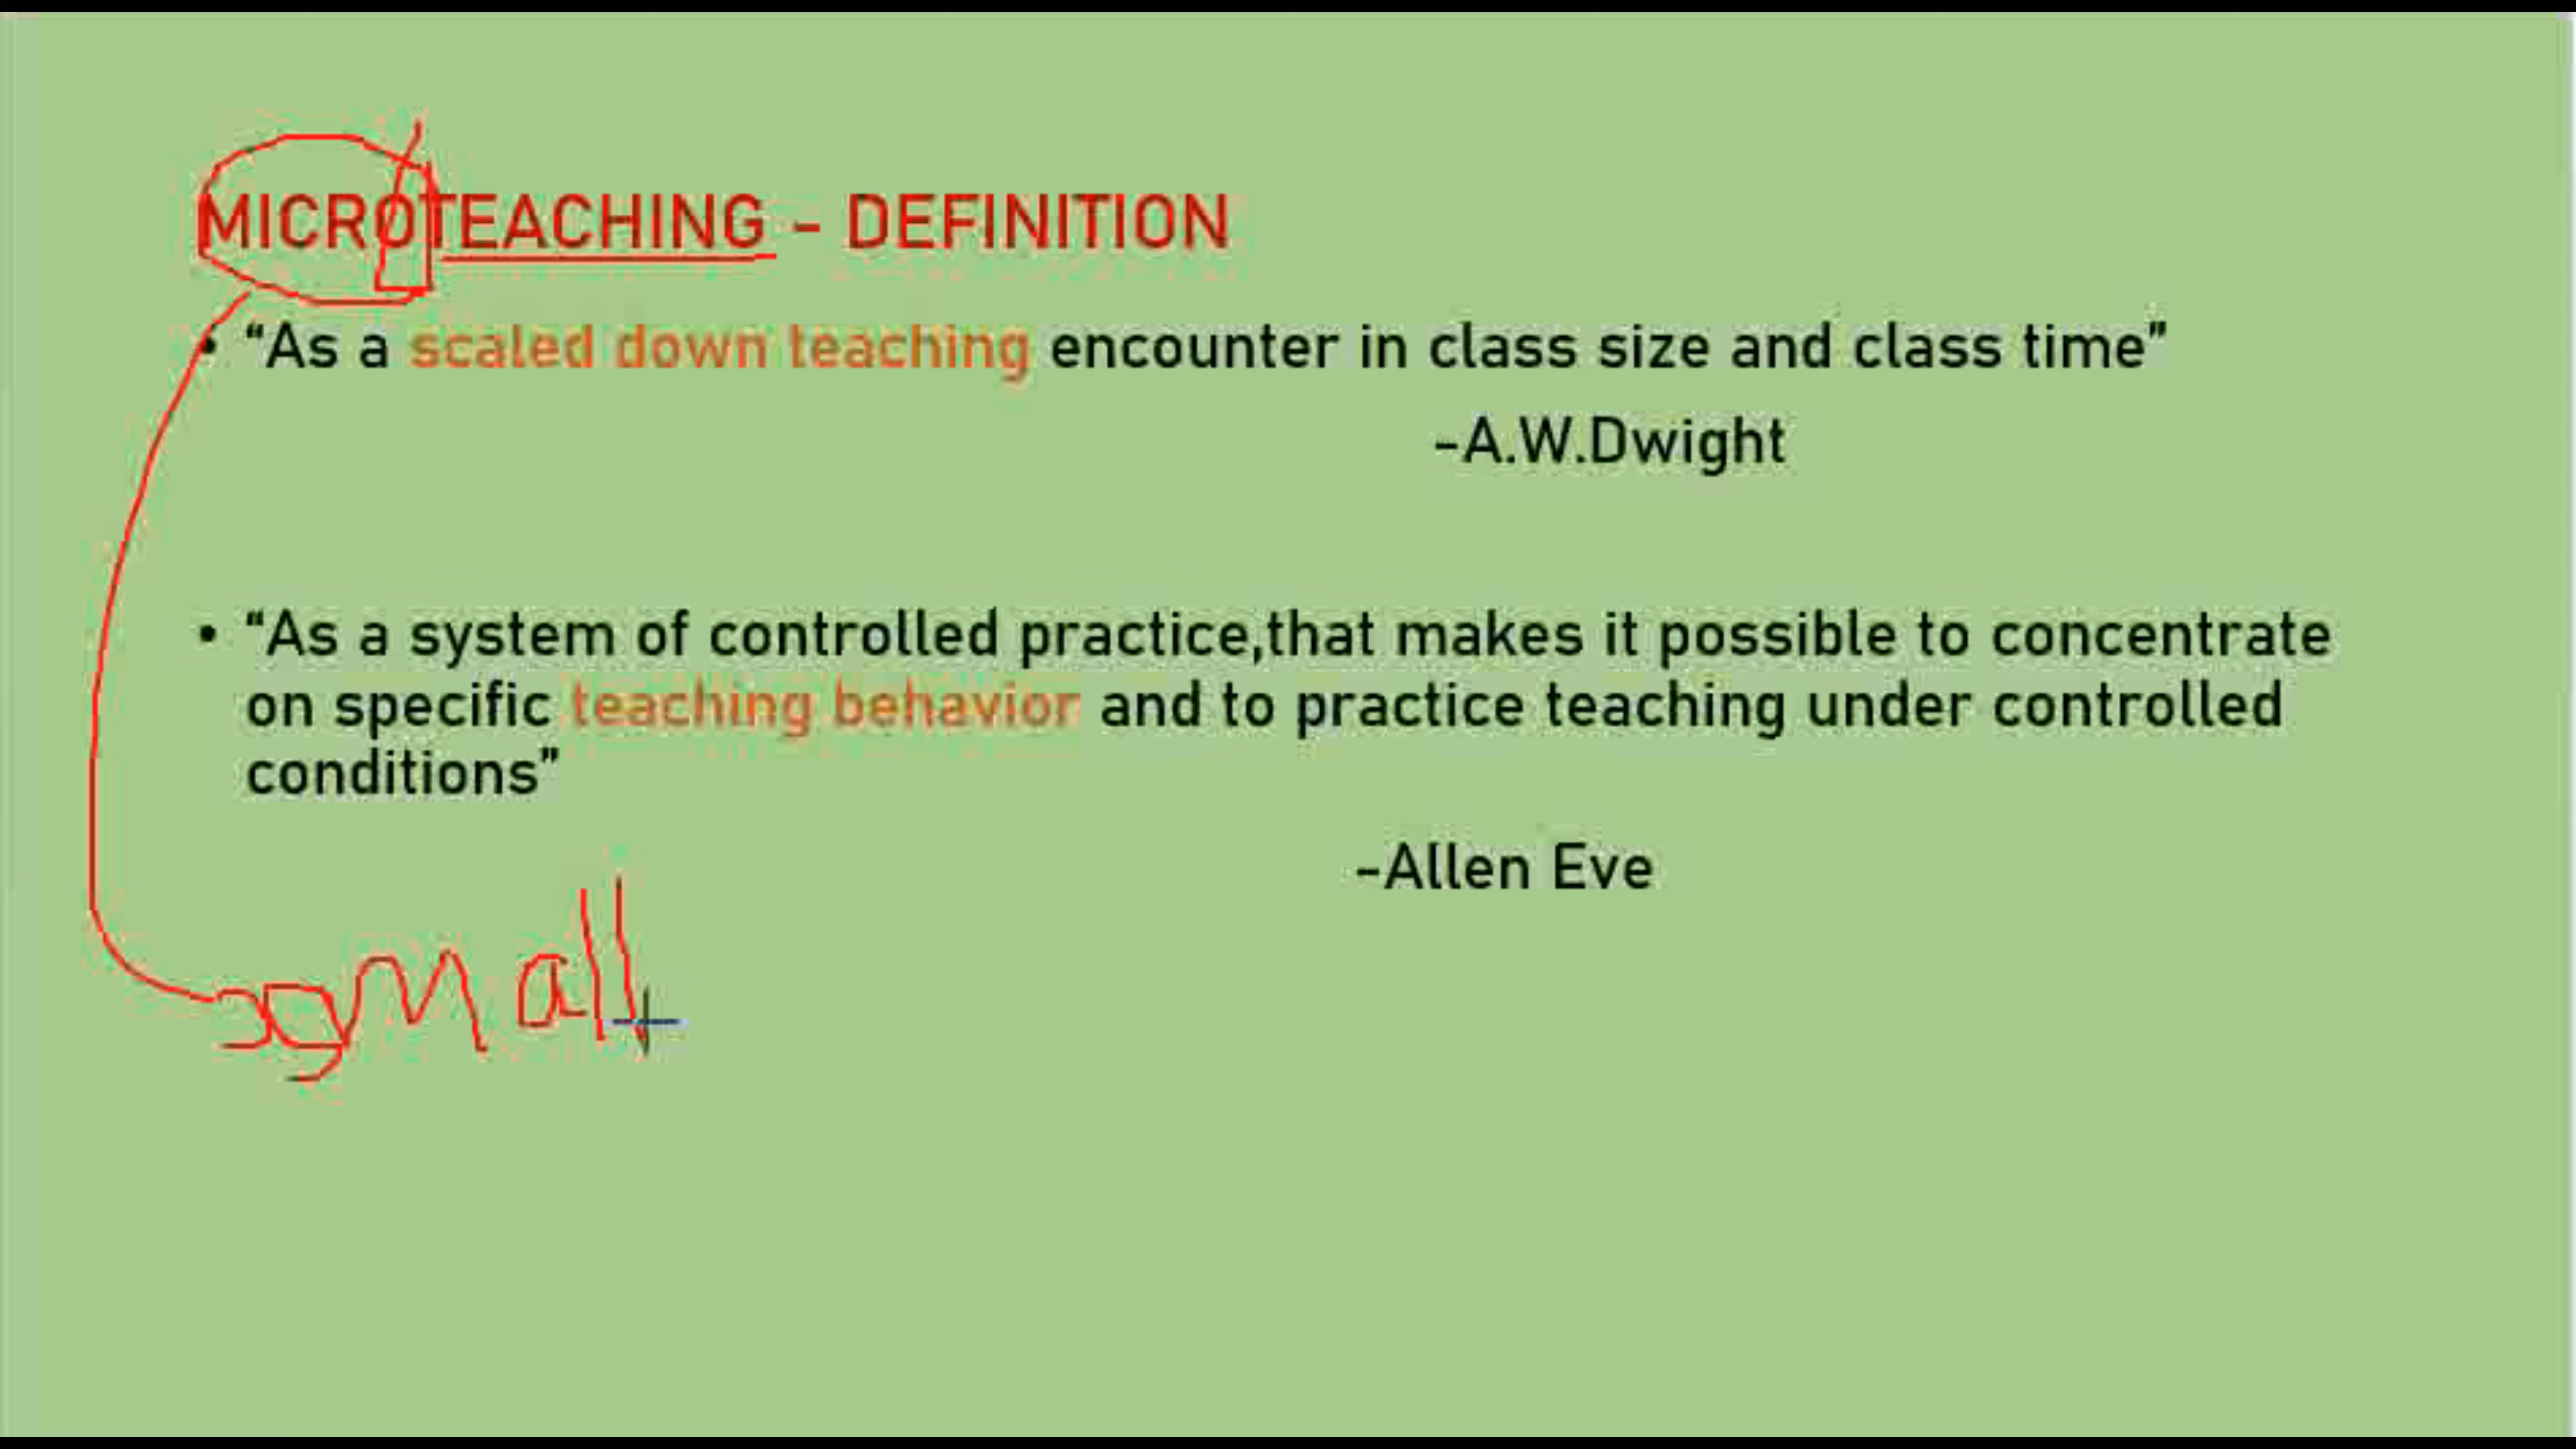 MICROTEACHING - DEFINITION
• “As a scaled down teaching encounter in class size and class time”
-A.W.Dwight
• “As a system of controlled practice,that makes it possible to concentrate
on specific teaching behavior and to practice teaching under controlled
conditions”
-Allen Eve
small